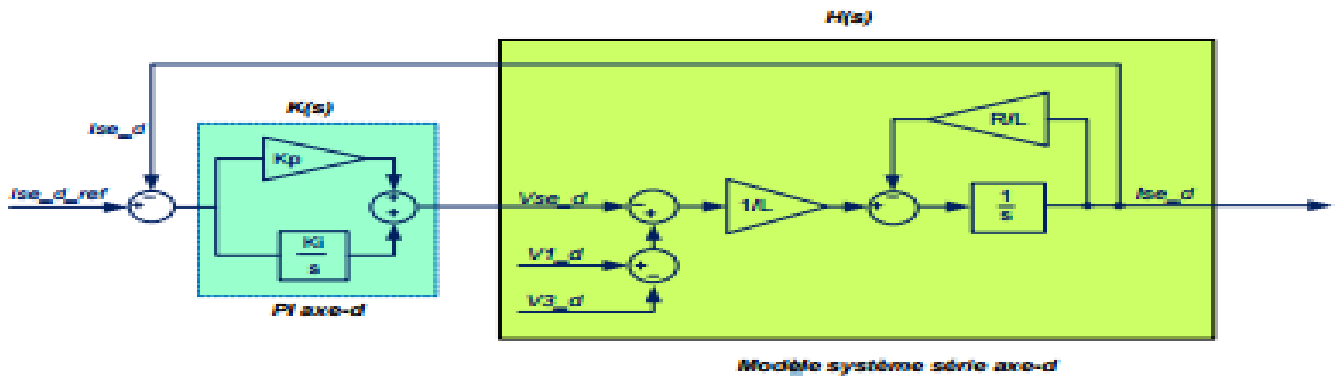 H(s)
K(s)
Ise_d
Ise_d_ref
Kp
Ki
s
PI axe-d
Vse_d
V1_d
V3_d
1/L
R/L
1
s
Ise_d
Modèle système série axe-d